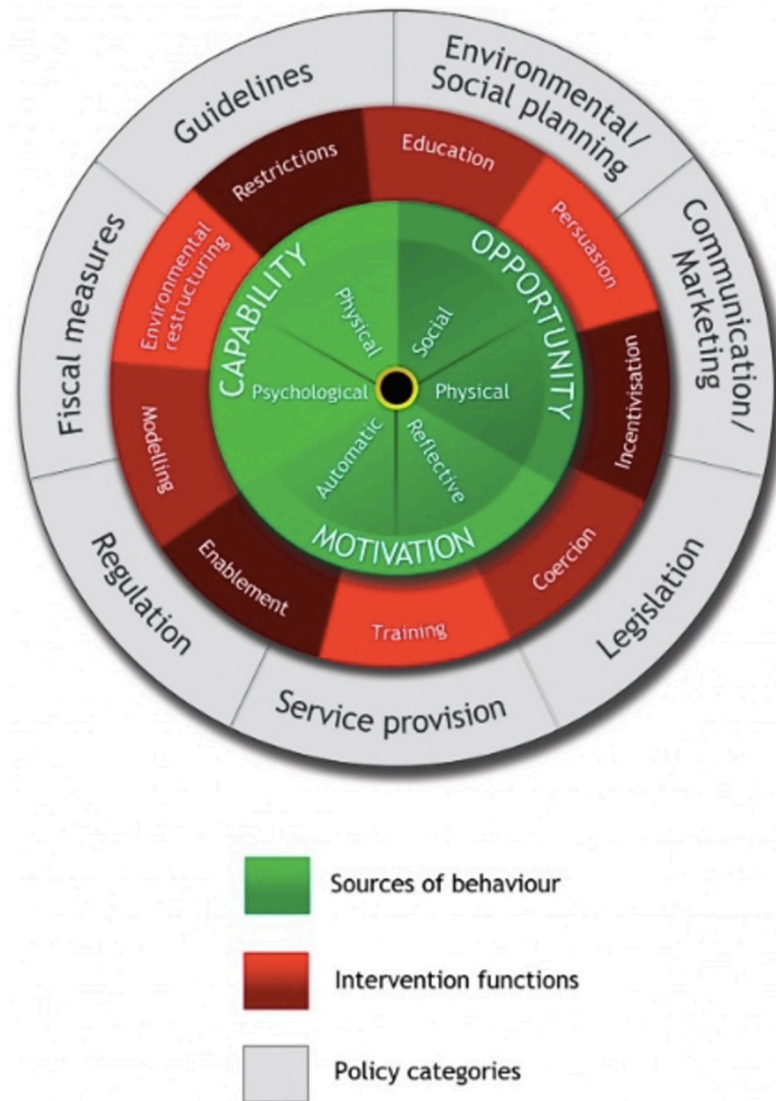 Guidelines
Environmental/
Social planning
Communication/
Marketing
Legislation
Service provision
Regulation
Fiscal measures
Restrictions
Education
Persuasion
Incentivisation
Coercion
Training
Enablement
Modelling
Environmental
restructuring
CAPABILITY
OPPORTUNITY
MOTIVATION
Physical
Social
Psychological
Physical
Automatic
Reflective
Sources of behaviour
Intervention functions
Policy categories